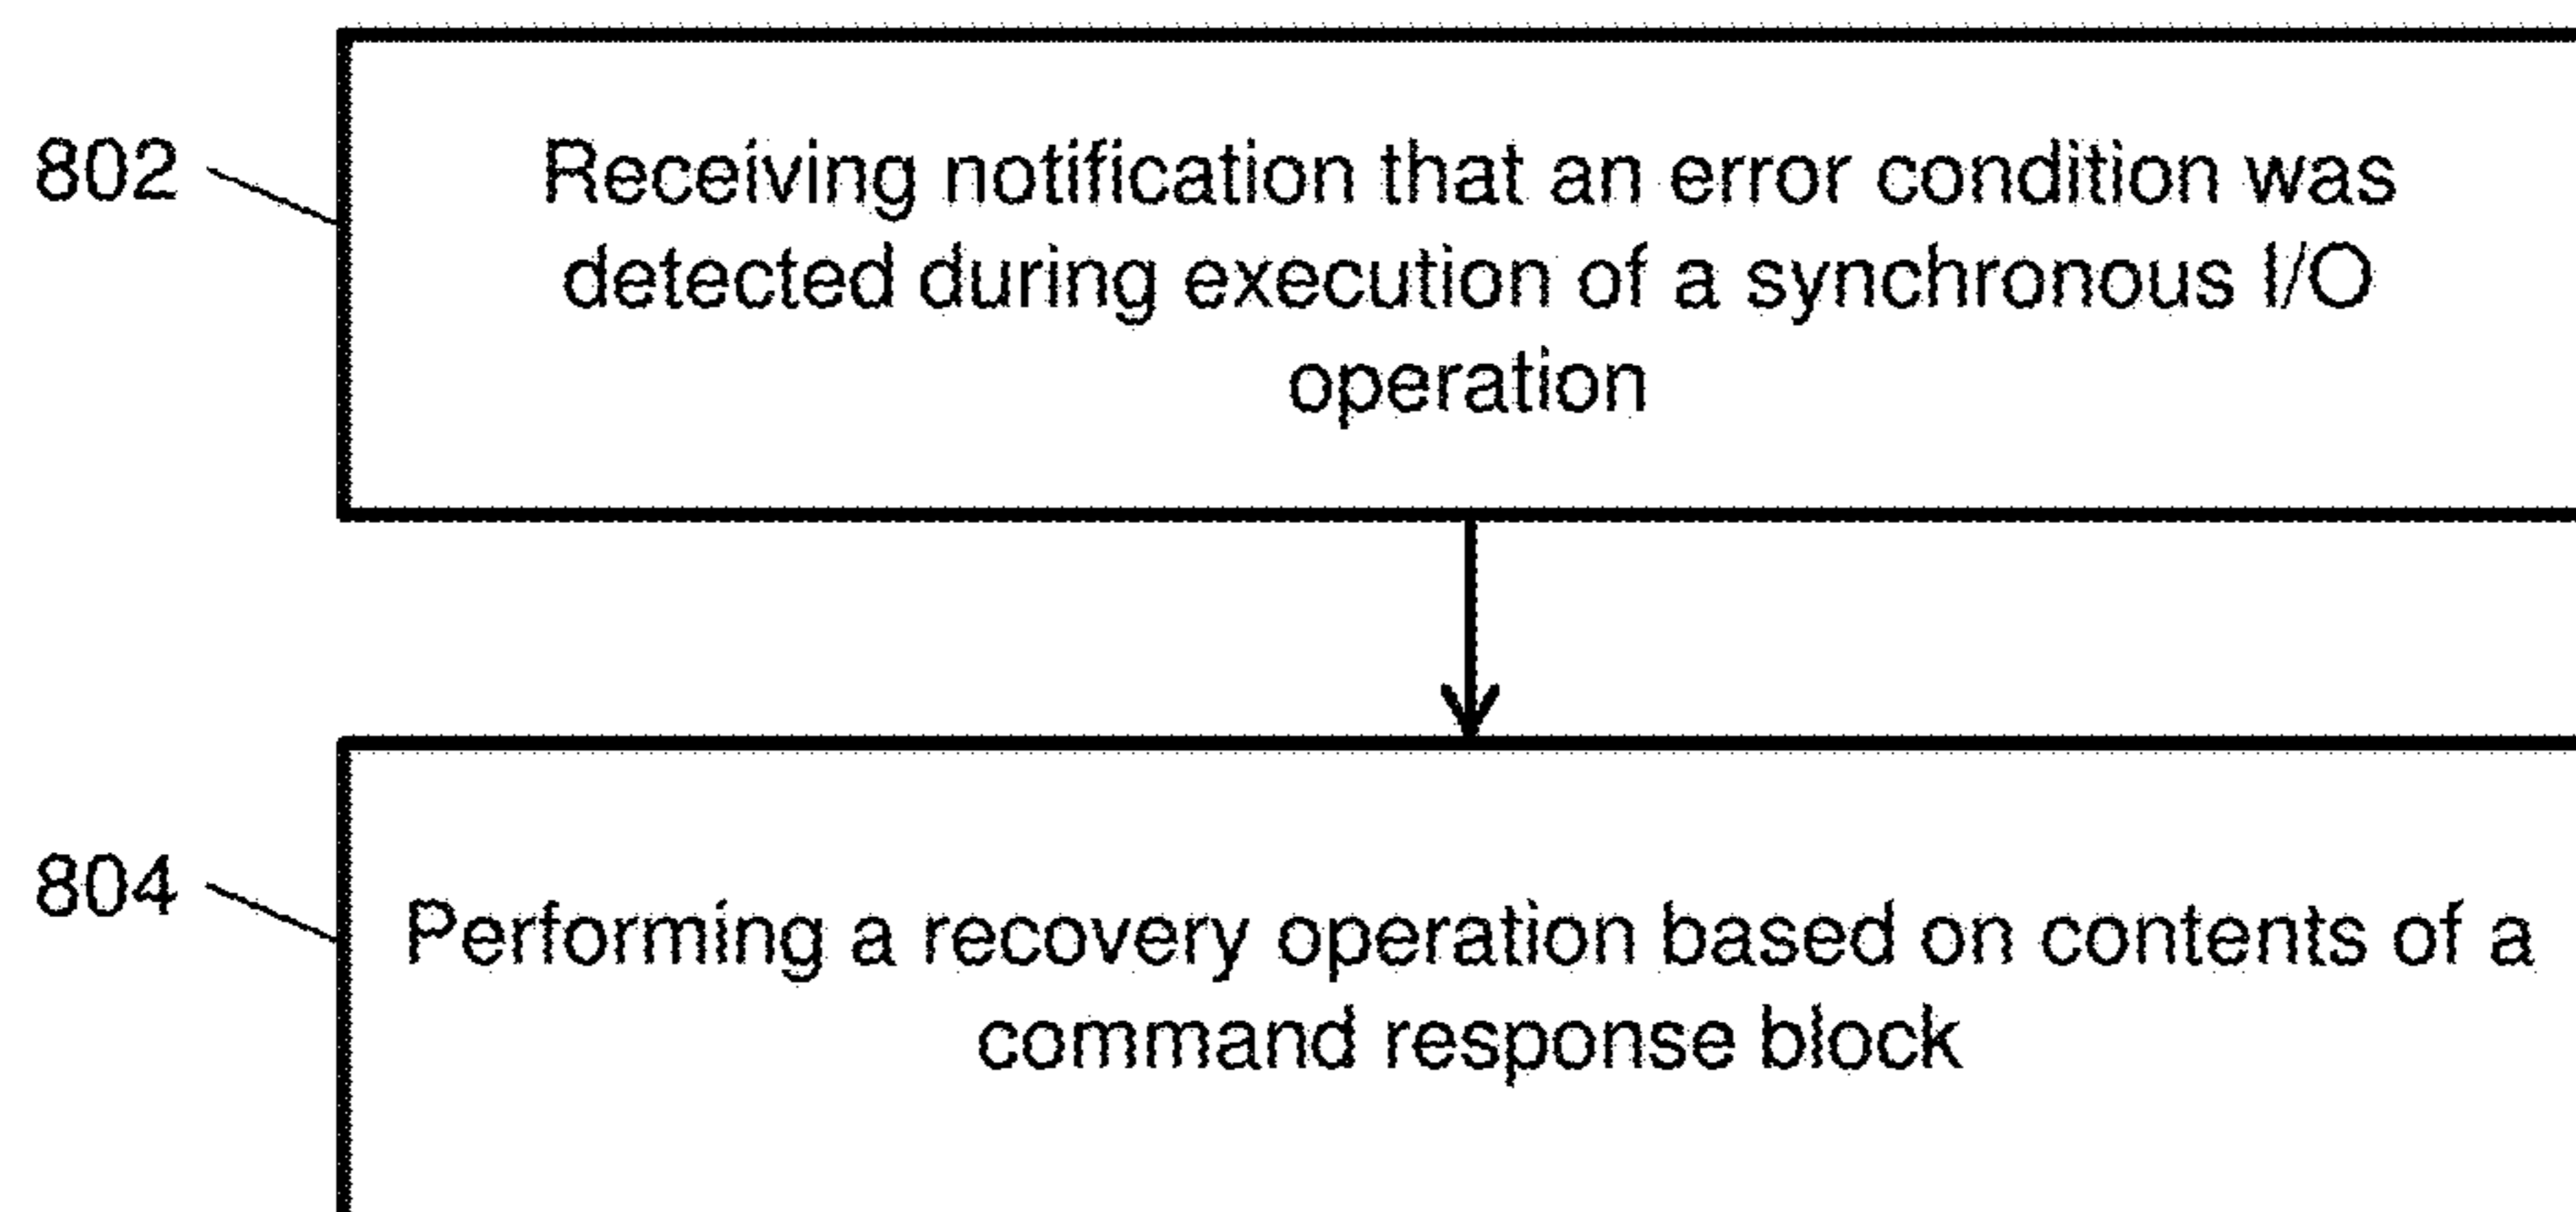 802
Receiving notification that an error condition was
detected during execution of a synchronous I/O
operation
804
Performing a recovery operation based on contents of a
command response block